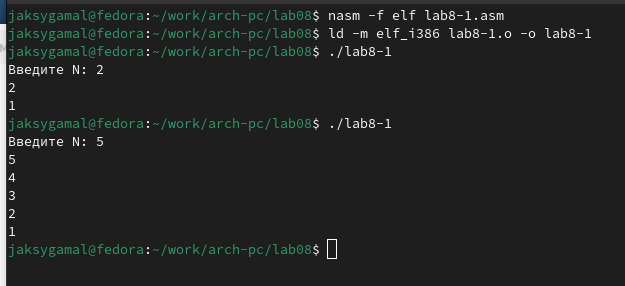 jaksygamal@fedora:~/work/arch-pc/lab08$ nasm -f elf lab8-1.asm
jaksygamal@fedora:~/work/arch-pc/lab08$ ld -m elf_i386 lab8-1.o -o lab8-1
jaksygamal@fedora:~/work/arch-pc/lab08$ ./lab8-1
Введите N: 2
2
1
jaksygamal@fedora:~/work/arch-pc/lab08$ ./lab8-1
Введите N: 5
5
4
3
2
1
jaksygamal@fedora:~/work/arch-pc/lab08$